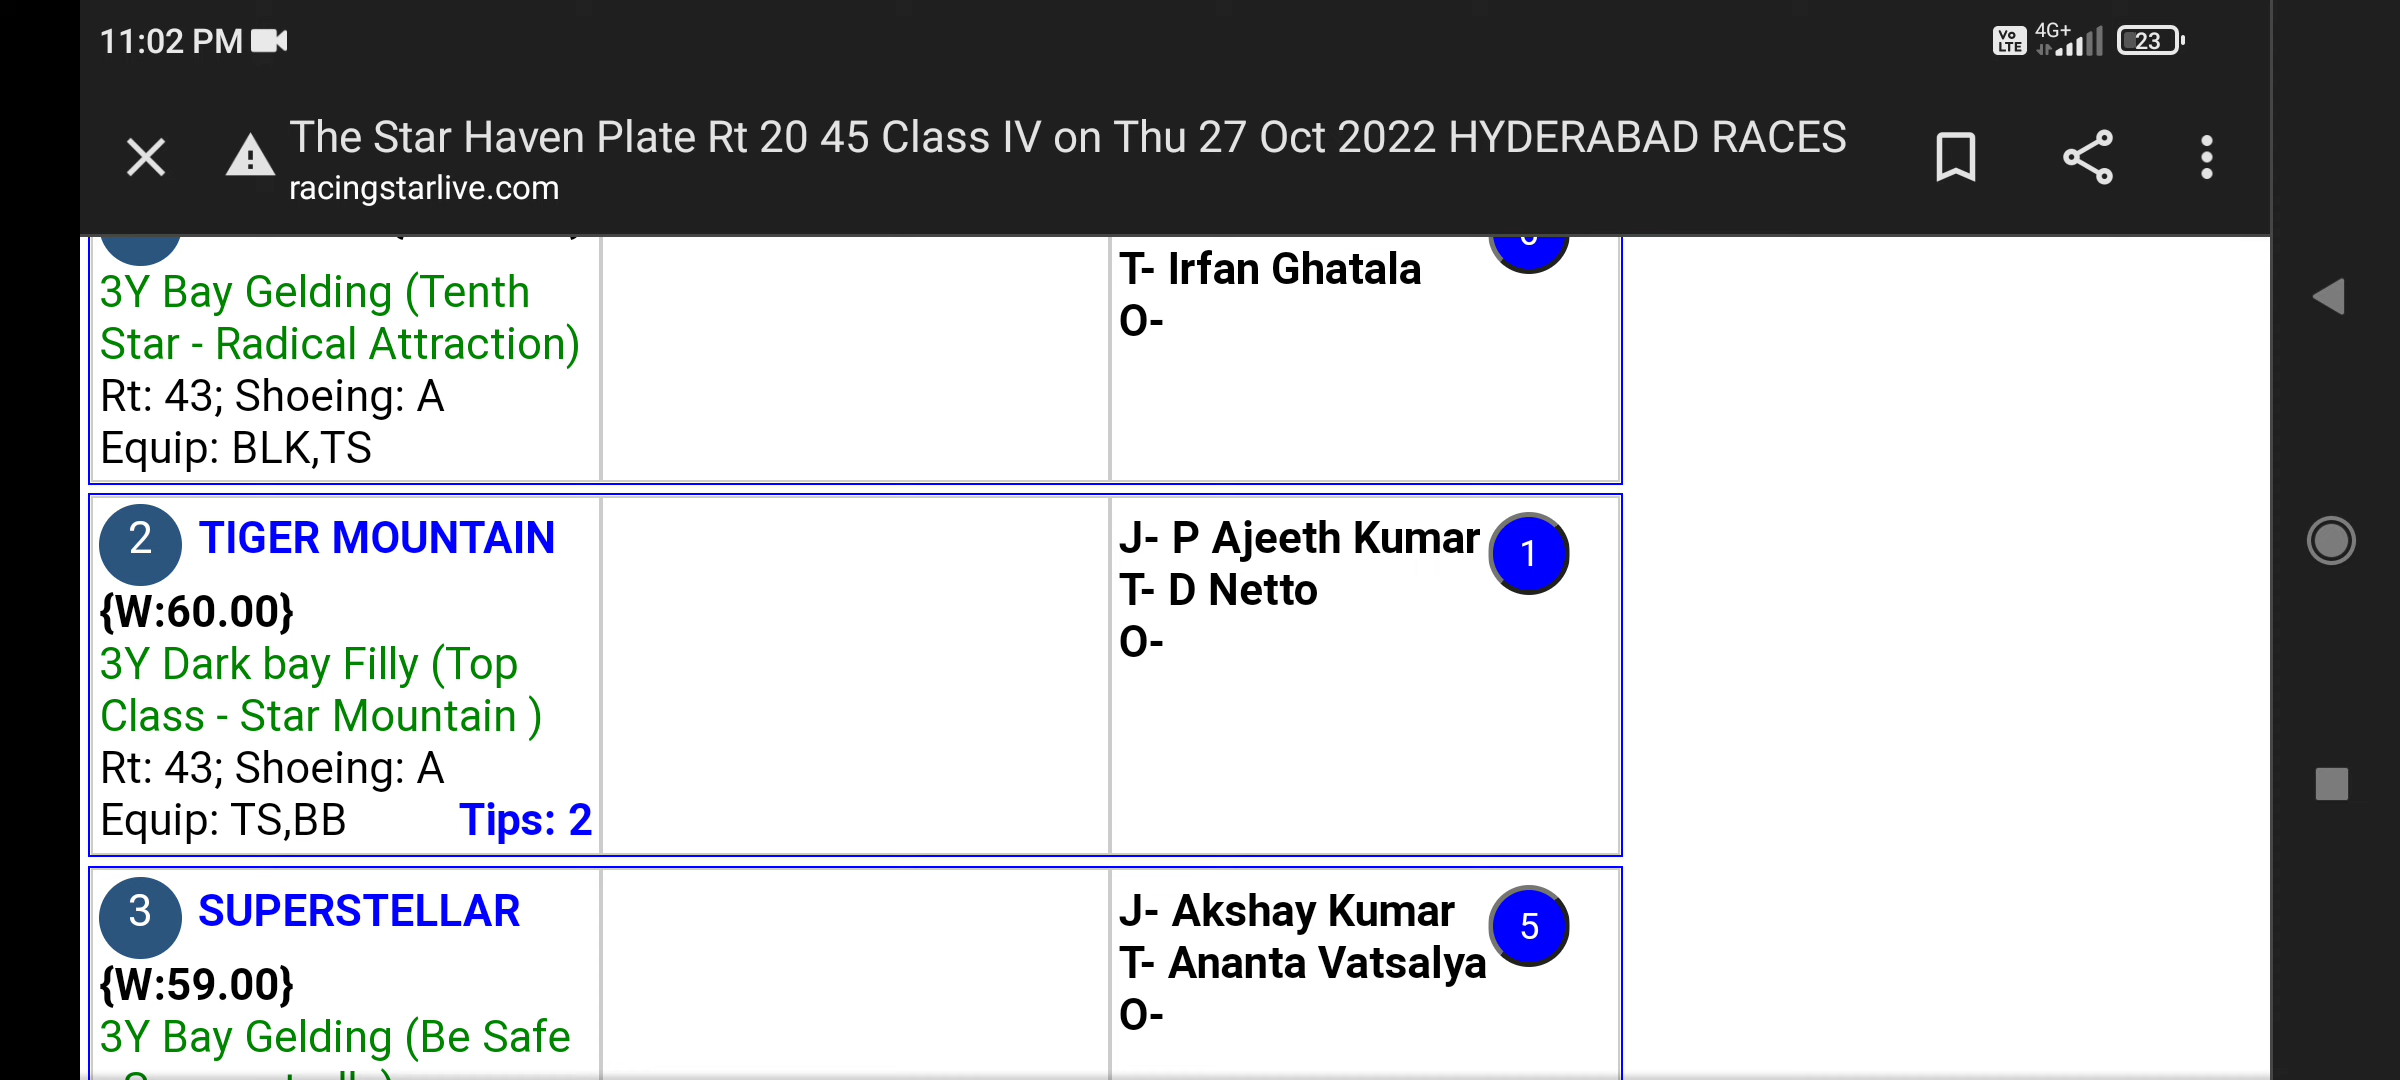 11:02 PM
Vo LTE 4G+ 23
The Star Haven Plate Rt 20 45 Class IV on Thu 27 Oct 2022 HYDERABAD RACES
racingstarlive.com
T- Irfan Ghatala
3Y Bay Gelding (Tenth
O-
Star - Radical Attraction)
Rt: 43; Shoeing: A
Equip: BLK,TS
2 TIGER MOUNTAIN
J- P Ajeeth Kumar 1
{W:60.00}
T- D Netto
O-
3Y Dark bay Filly (Top
Class - Star Mountain )
Rt: 43; Shoeing: A
Equip: TS,BB Tips: 2
3 SUPERSTELLAR
J- Akshay Kumar 5
{W:59.00}
T- Ananta Vatsalya
O-
3Y Bay Gelding (Be Safe